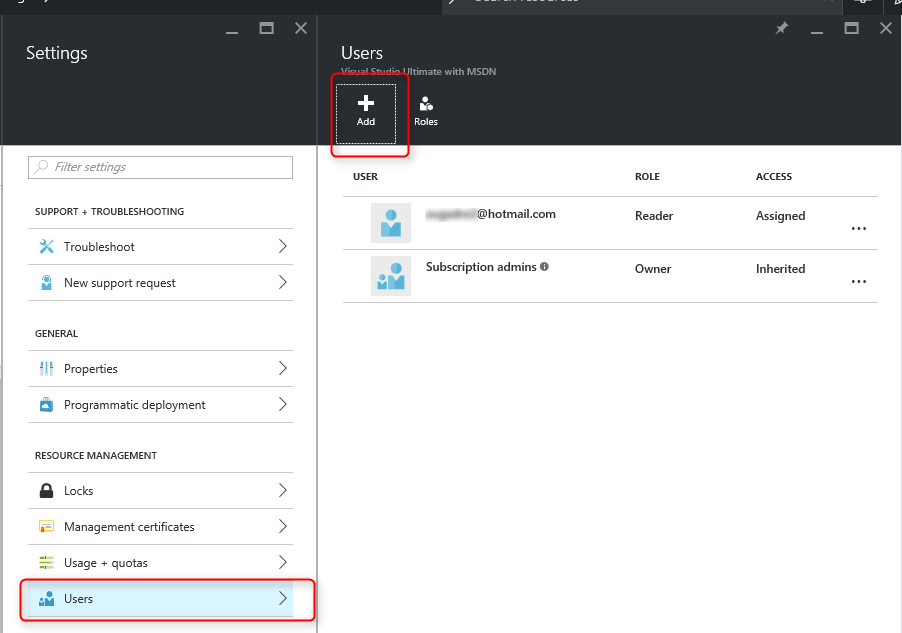 Settings
Users
Visual Studio Ultimate with MSDN
Add
Roles
Filter settings
SUPPORT + TROUBLESHOOTING
Troubleshoot
New support request
GENERAL
Properties
Programmatic deployment
RESOURCE MANAGEMENT
Locks
Management certificates
Usage + quotas
Users
USER ROLE ACCESS
@hotmail.com Reader Assigned
Subscription admins Owner Inherited